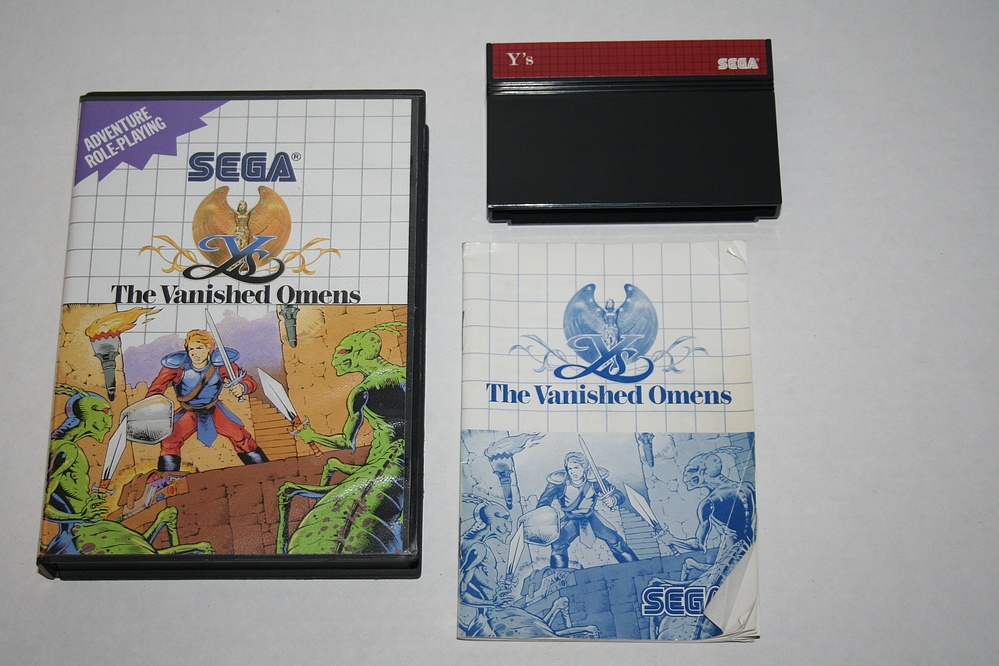 ADVENTURE
ROLE-PLAYING
SEGA®
Ys
The Vanished Omens
Y's
SEGA®
Ys
The Vanished Omens
SEGA